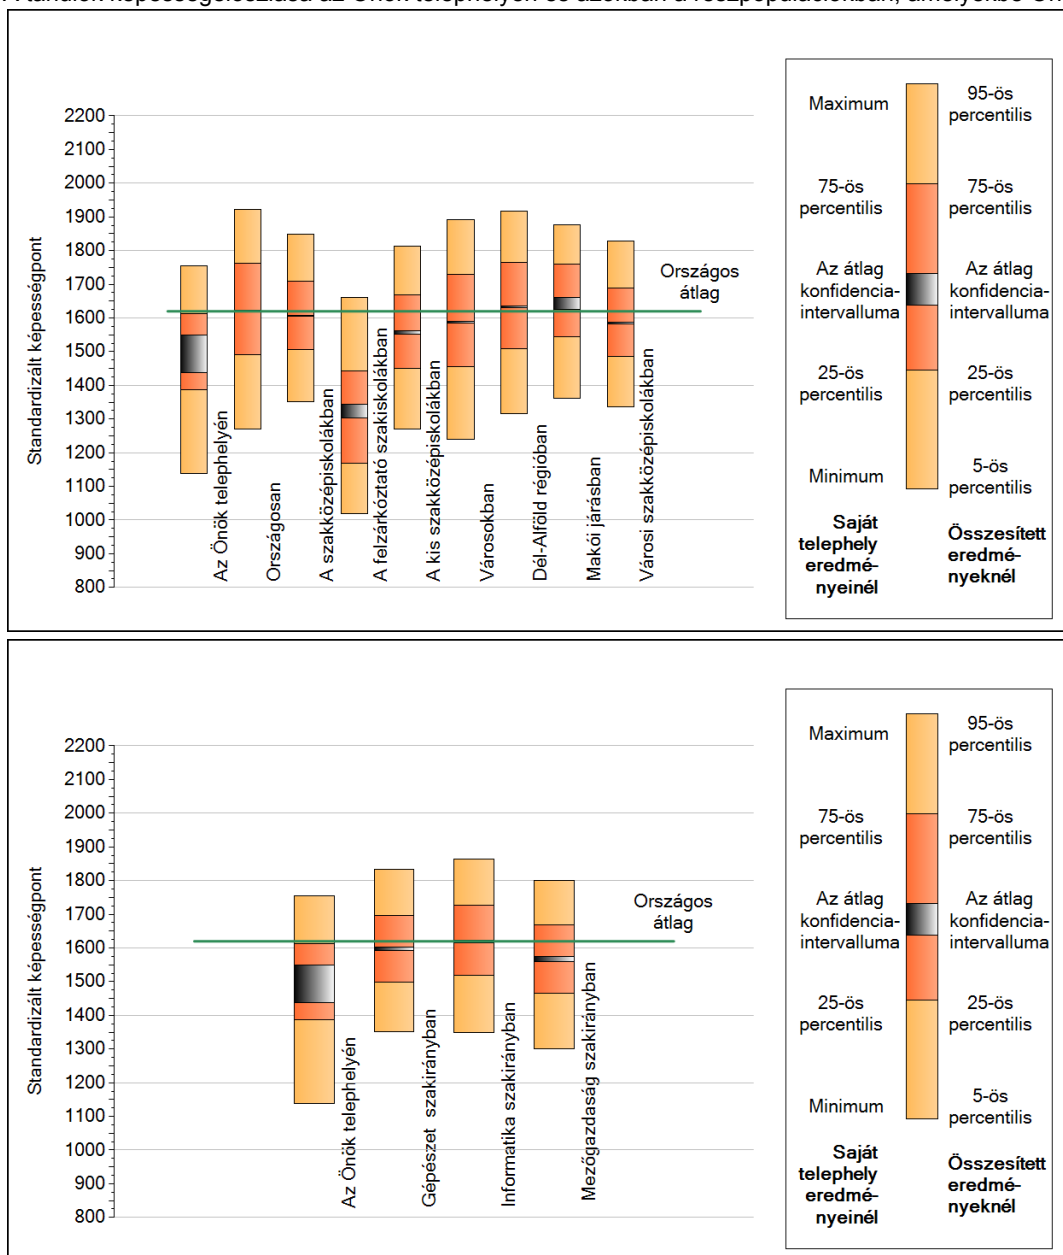 Standardizált képességpont
2200
2100
2000
1900
1800
1700
1600
1500
1400
1300
1200
1100
1000
900
800
Az Önök telephelyén
Országosan
A szakközépiskolákban
A felzárkóztató szakiskolákban
A kis szakközépiskolákban
Városokban
Dél-Alföld régióban
Makói járásban
Városi szakközépiskolákban
Országos
átlag
Maximum
75-ös
percentilis
Az átlag
konfidencia-
intervalluma
25-ös
percentilis
Minimum
Saját
telephely
eredmé-
nyeinél
95-ös
percentilis
75-ös
percentilis
Az átlag
konfidencia-
intervalluma
25-ös
percentilis
5-ös
percentilis
Összesített
eredmé-
nyeknél
Standardizált képességpont
2200
2100
2000
1900
1800
1700
1600
1500
1400
1300
1200
1100
1000
900
800
Az Önök telephelyén
Gépészet szakirányban
Informatika szakirányban
Mezőgazdaság szakirányban
Országos
átlag
Maximum
75-ös
percentilis
Az átlag
konfidencia-
intervalluma
25-ös
percentilis
Minimum
Saját
telephely
eredmé-
nyeinél
95-ös
percentilis
75-ös
percentilis
Az átlag
konfidencia-
intervalluma
25-ös
percentilis
5-ös
percentilis
Összesített
eredmé-
nyeknél